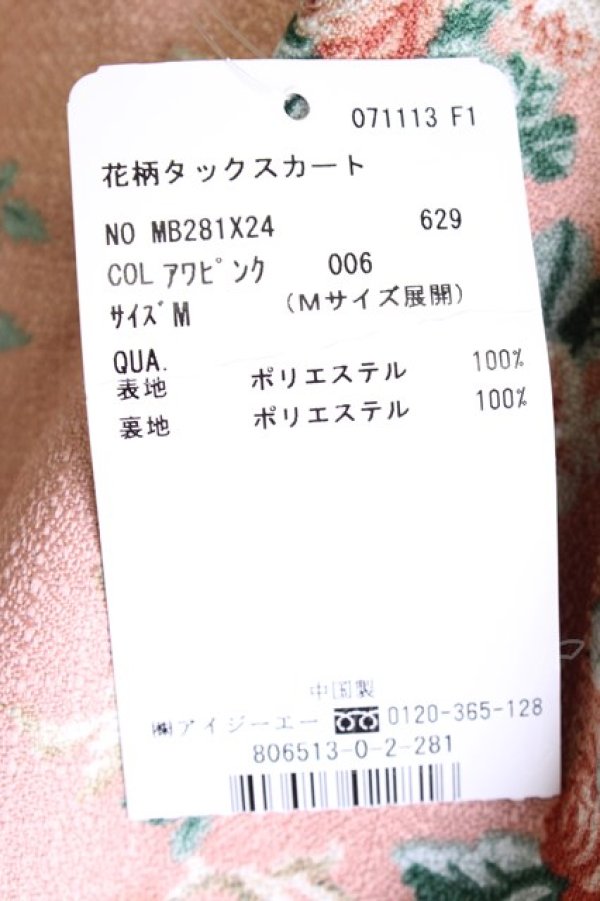 071113 F1
花柄タックスカート
NO MB281X24 629
COL アワピンク 006
サイズ M (Mサイズ展開)
QUA.
表地 ポリエステル 100%
裏地 ポリエステル 100%
中国製
㈱アイジーエー 0120-365-128
806513-0-2-281